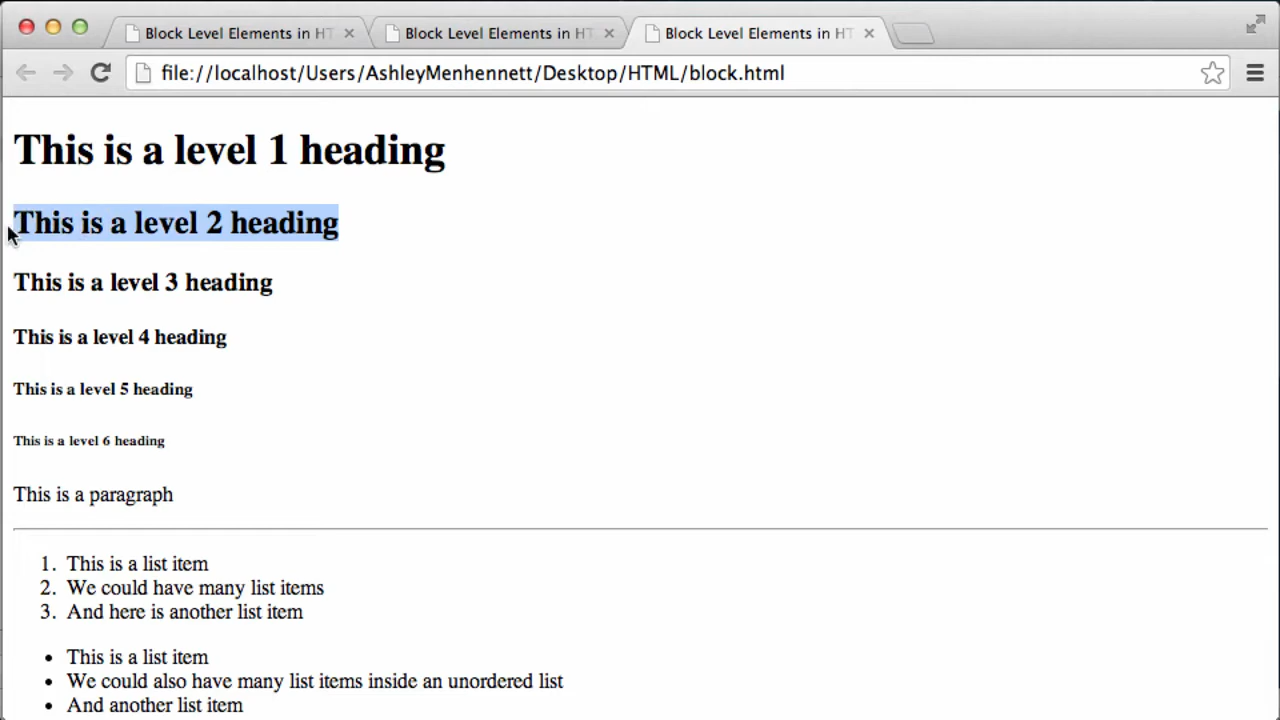 Block Level Elements in HT
Block Level Elements in HT
Block Level Elements in HT
file://localhost/Users/AshleyMenhennett/Desktop/HTML/block.html
This is a level 1 heading
This is a level 2 heading
This is a level 3 heading
This is a level 4 heading
This is a level 5 heading
This is a level 6 heading
This is a paragraph
1. This is a list item
2. We could have many list items
3. And here is another list item
• This is a list item
• We could also have many list items inside an unordered list
• And another list item